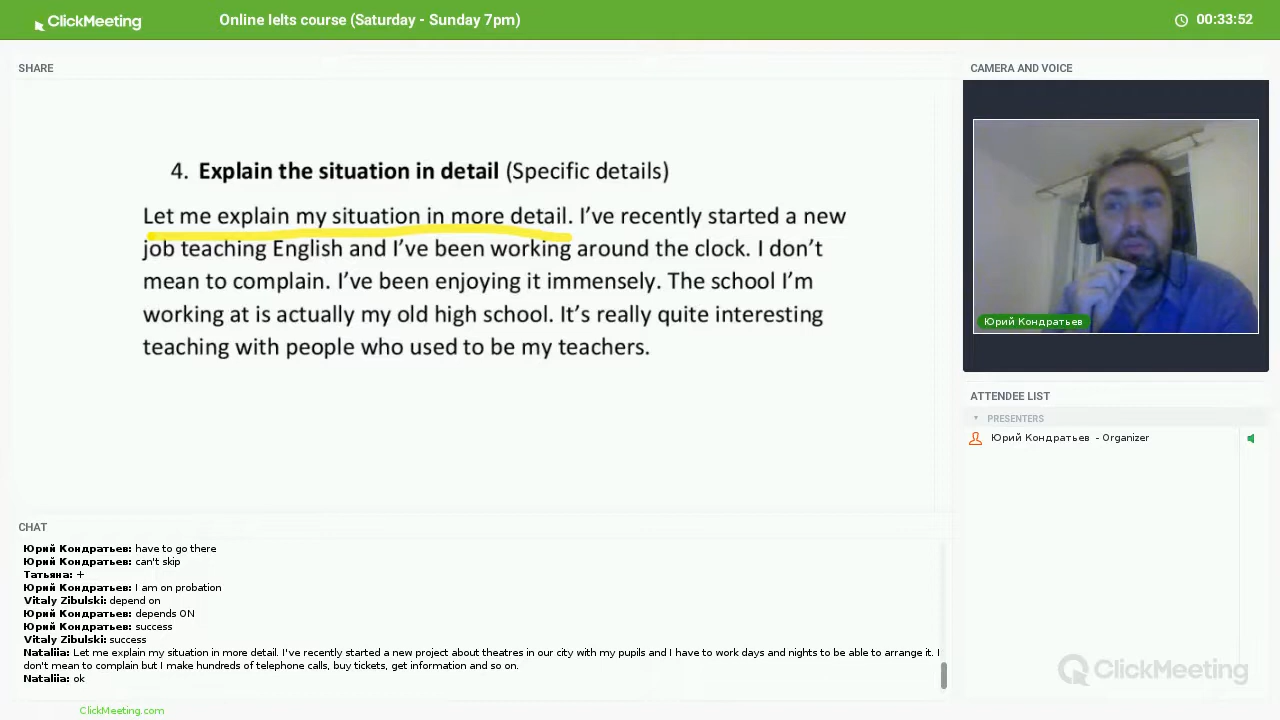 ClickMeeting
Online Ielts course (Saturday - Sunday 7pm)
00:33:52
SHARE
4. Explain the situation in detail (Specific details)
Let me explain my situation in more detail. I've recently started a new
job teaching English and I've been working around the clock. I don't
mean to complain. I've been enjoying it immensely. The school I'm
working at is actually my old high school. It's really quite interesting
teaching with people who used to be my teachers.
CAMERA AND VOICE
Юрий Кондратьев
ATTENDEE LIST
PRESENTERS
Юрий Кондратьев - Organizer
CHAT
Юрий Кондратьев: have to go there
Юрий Кондратьев: can't skip
Татьяна: +
Юрий Кондратьев: I am on probation
Vitaly Zibulski: depend on
Юрий Кондратьев: depends ON
Юрий Кондратьев: success
Vitaly Zibulski: success
Nataliia: Let me explain my situation in more detail. I've recently started a new project about theatres in our city with my pupils and I have to work days and nights to be able to arrange it. I
don't mean to complain but I make hundreds of telephone calls, buy tickets, get information and so on.
Nataliia: ok
ClickMeeting
ClickMeeting.com